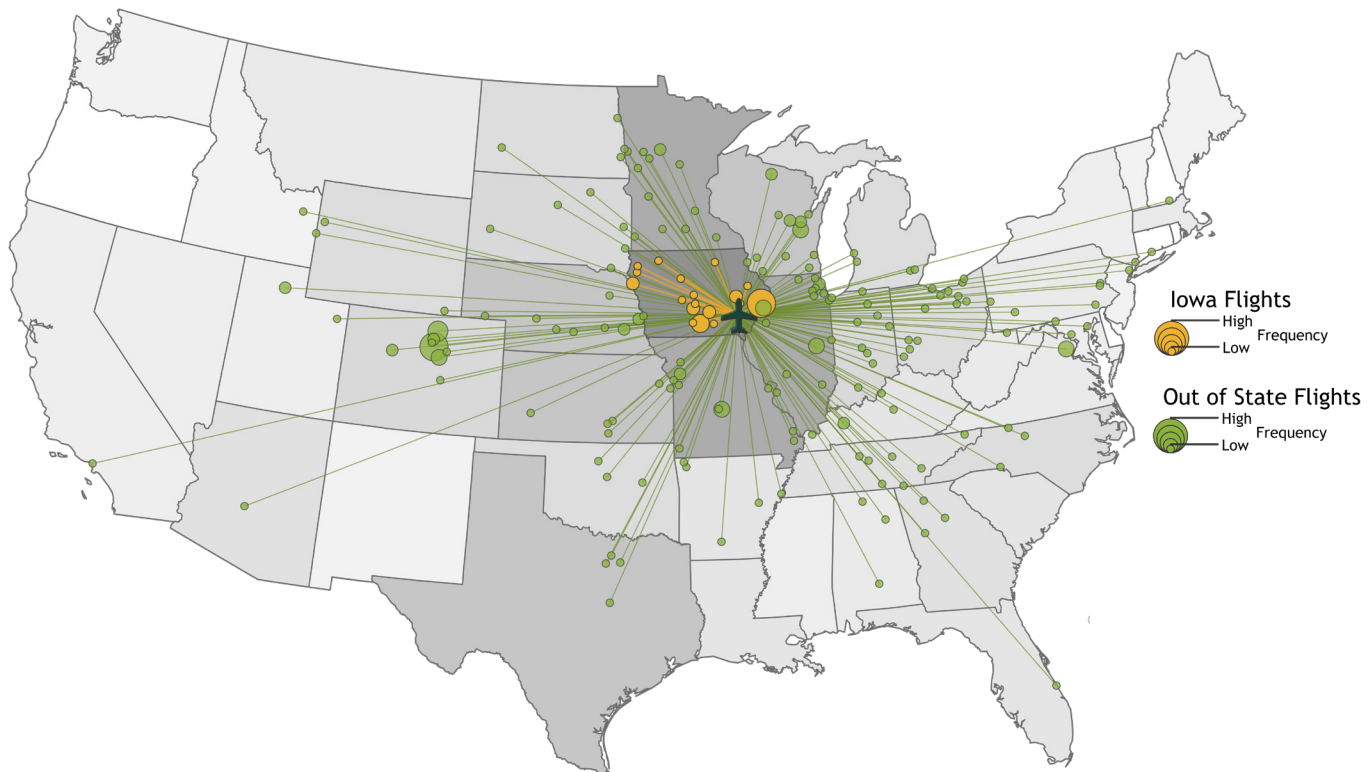 Iowa Flights
High
Frequency
Low
Out of State Flights
High
Frequency
Low